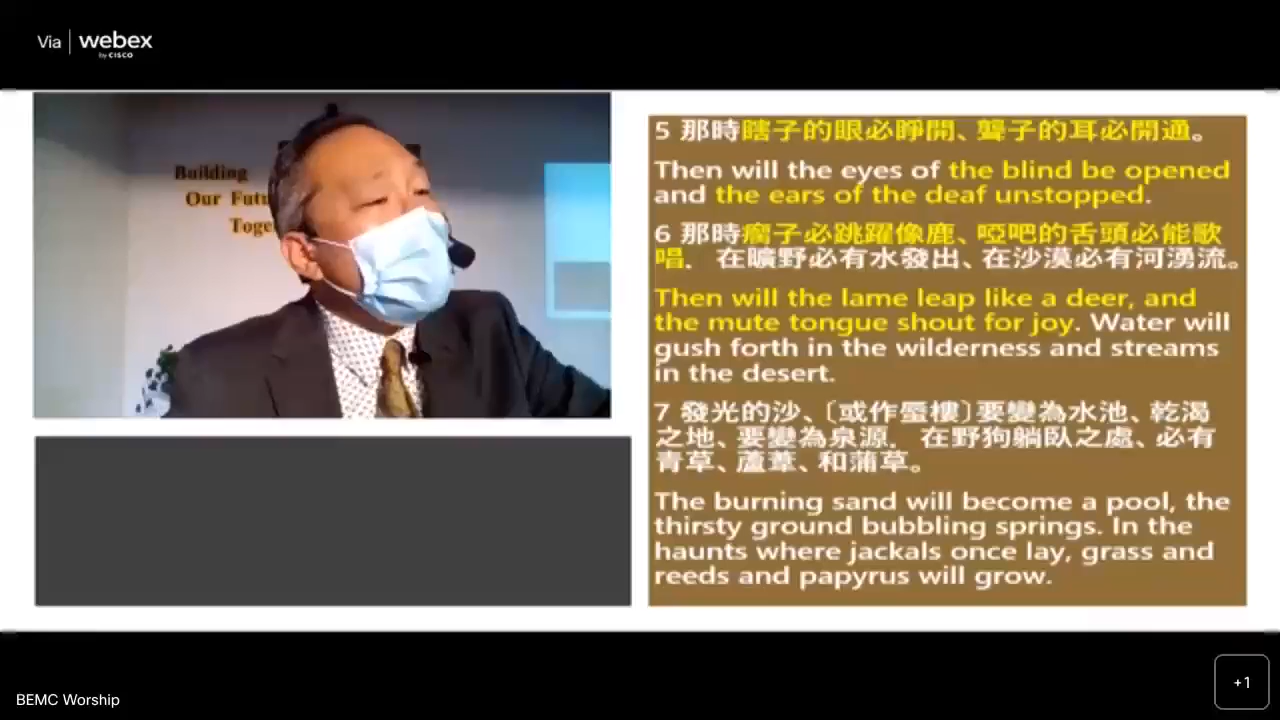 Via webex
by CISCO
Building
Our
5 那時瞎子的眼必睜開、聾子的耳必開通。
Then will the eyes of the blind be opened
and the ears of the deaf unstopped.
6 那時瘸子必跳躍像鹿、啞吧的舌頭必能歌
唱． 在曠野必有水發出、在沙漠必有河湧流。
Then will the lame leap like a deer, and
the mute tongue shout for joy. Water will
gush forth in the wilderness and streams
in the desert.
7 發光的沙、〔或作蜃樓〕要變為水池、乾渴
之地、要變為泉源． 在野狗躺臥之處、必有
青草、蘆葦、和蒲草。
The burning sand will become a pool, the
thirsty ground bubbling springs. In the
haunts where jackals once lay, grass and
reeds and papyrus will grow.
BEMC Worship
+1